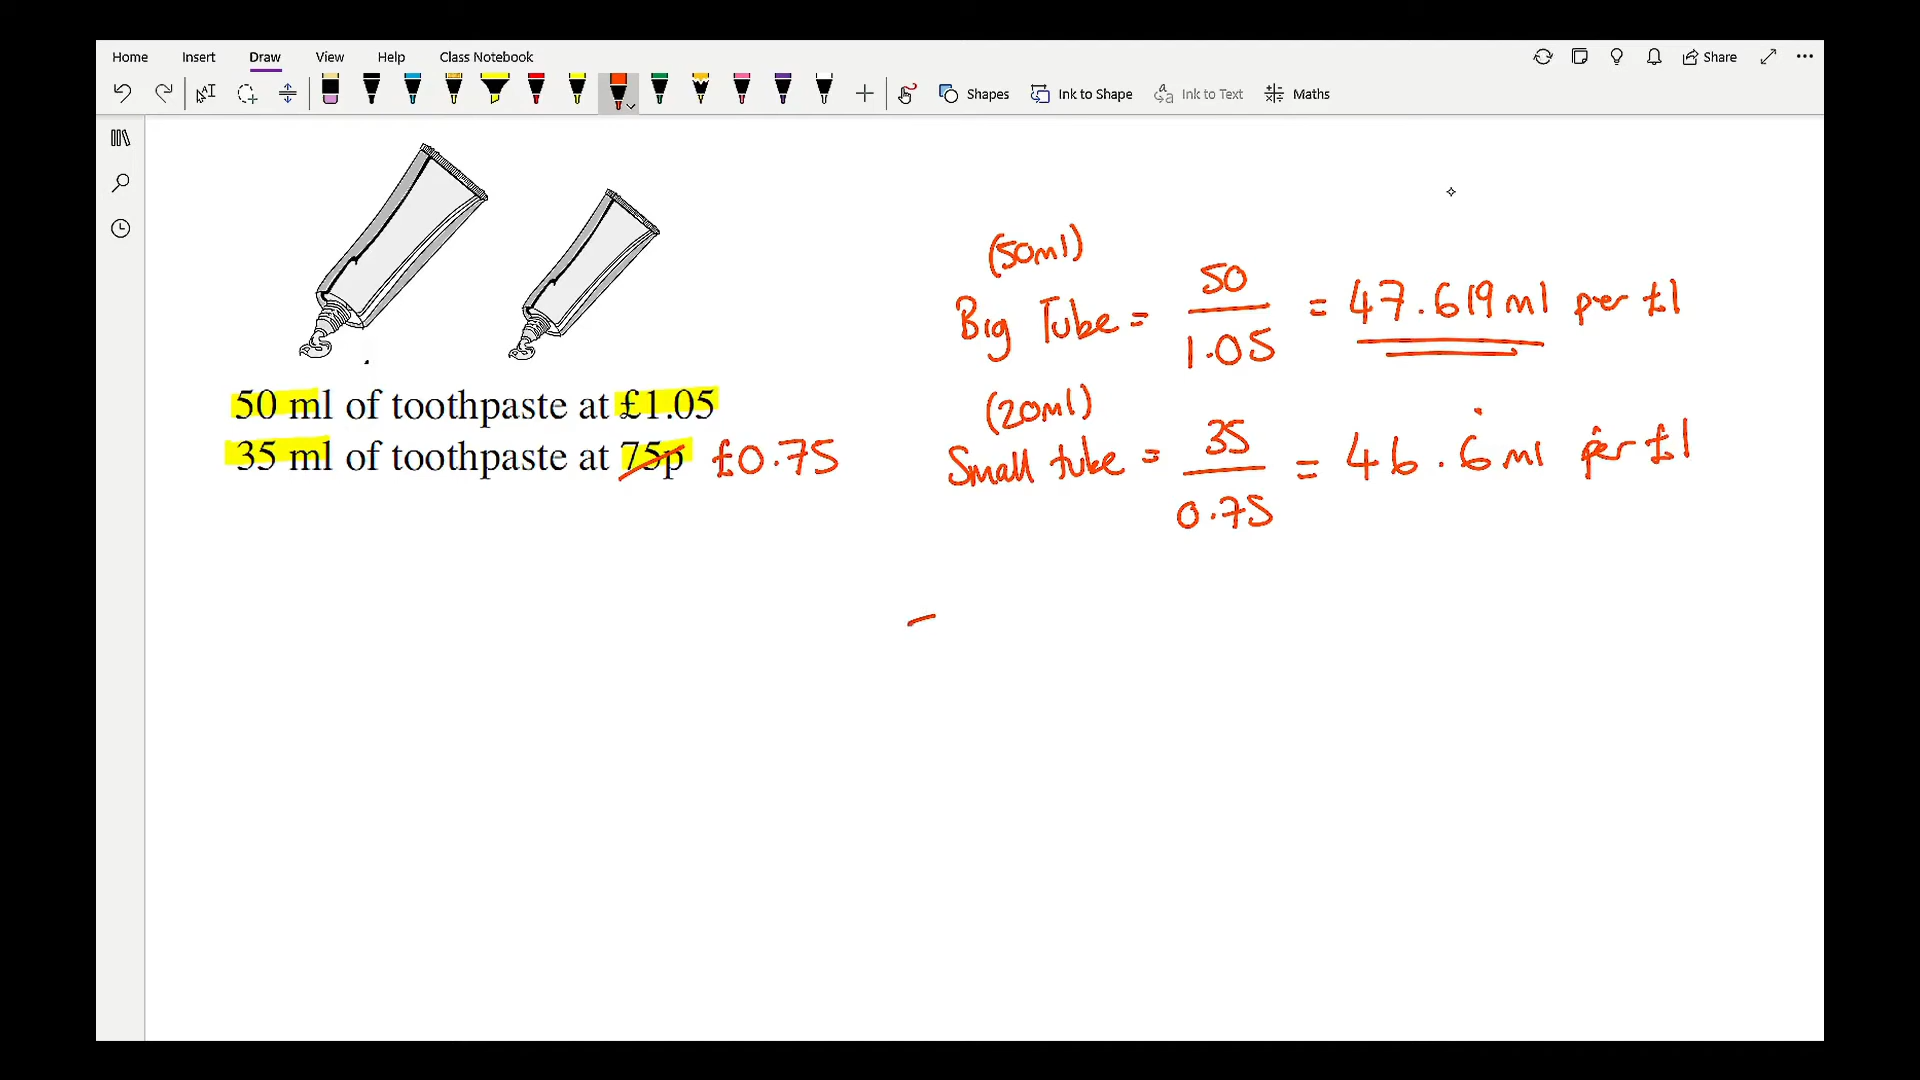 Home Insert Draw View Help Class Notebook Share
Shapes Ink to Shape Ink to Text Maths
50 ml of toothpaste at £1.05
35 ml of toothpaste at 75p £0.75
(50ml)
Big Tube = 50/1.05 = 47.619 ml per £1
(20ml)
Small tube = 35/0.75 = 46.6̇ ml per £1